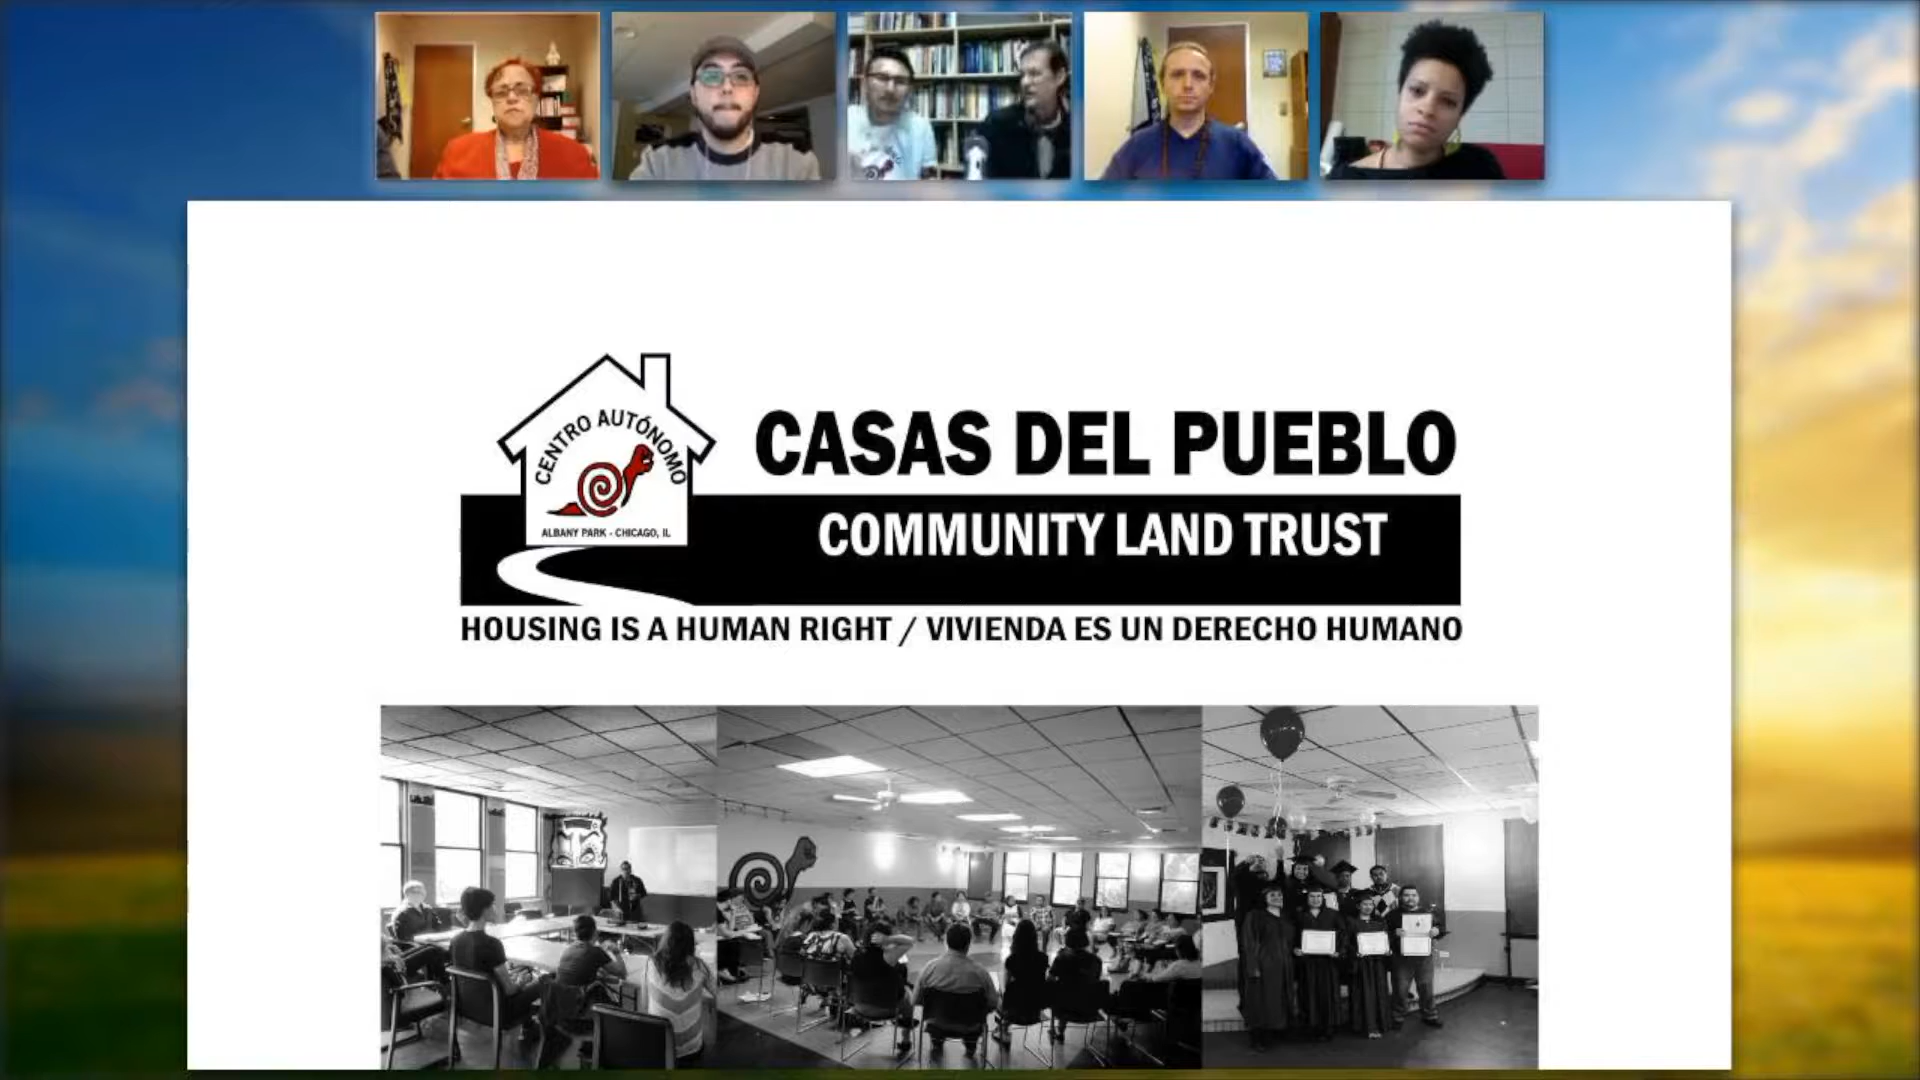 CENTRO AUTÓNOMO
ALBANY PARK - CHICAGO, IL
CASAS DEL PUEBLO
COMMUNITY LAND TRUST
HOUSING IS A HUMAN RIGHT / VIVIENDA ES UN DERECHO HUMANO